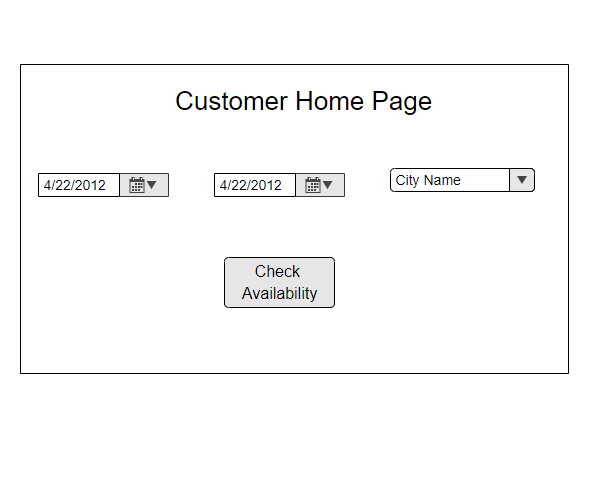 Customer Home Page
4/22/2012
4/22/2012
City Name
Check
Availability